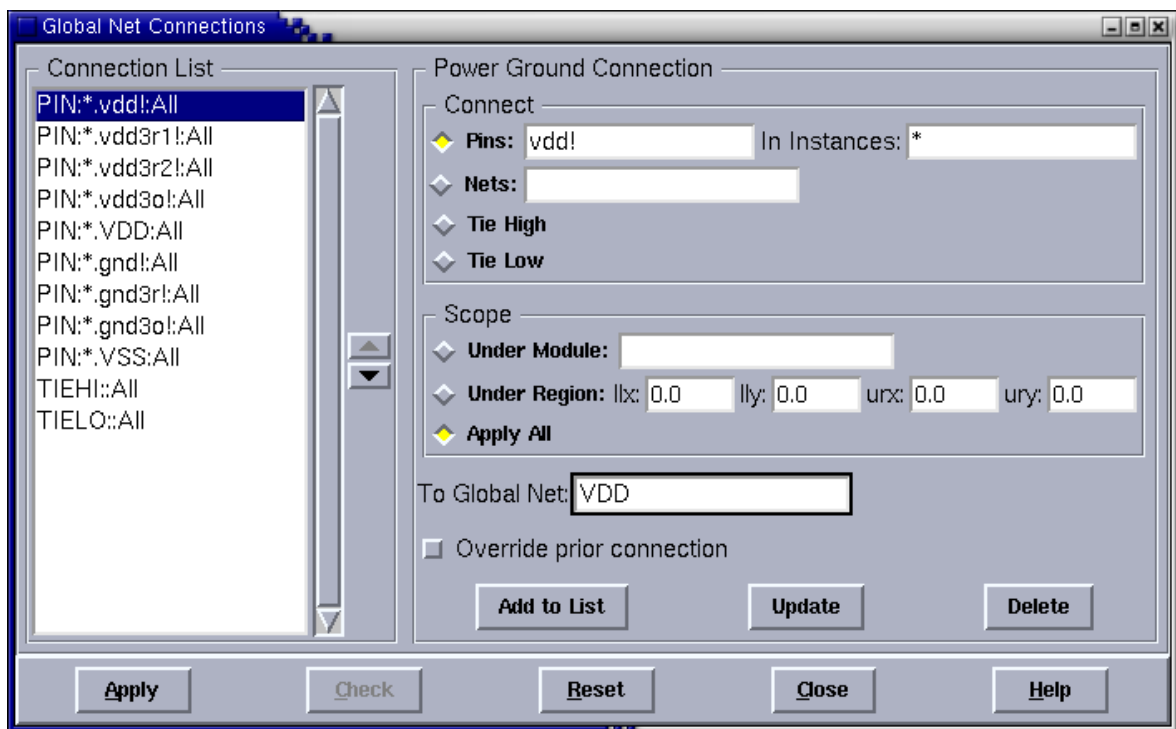 Global Net Connections
Connection List
PIN:*.vdd!:All
PIN:*.vdd3r1!:All
PIN:*.vdd3r2!:All
PIN:*.vdd3o!:All
PIN:*.VDD:All
PIN:*.gnd!:All
PIN:*.gnd3r!:All
PIN:*.gnd3o!:All
PIN:*.VSS:All
TIEHI::All
TIELO::All
Power Ground Connection
Connect
Pins: vdd! In Instances: *
Nets:
Tie High
Tie Low
Scope
Under Module:
Under Region: llx: 0.0 lly: 0.0 urx: 0.0 ury: 0.0
Apply All
To Global Net: VDD
Override prior connection
Add to List Update Delete
Apply Check Reset Close Help